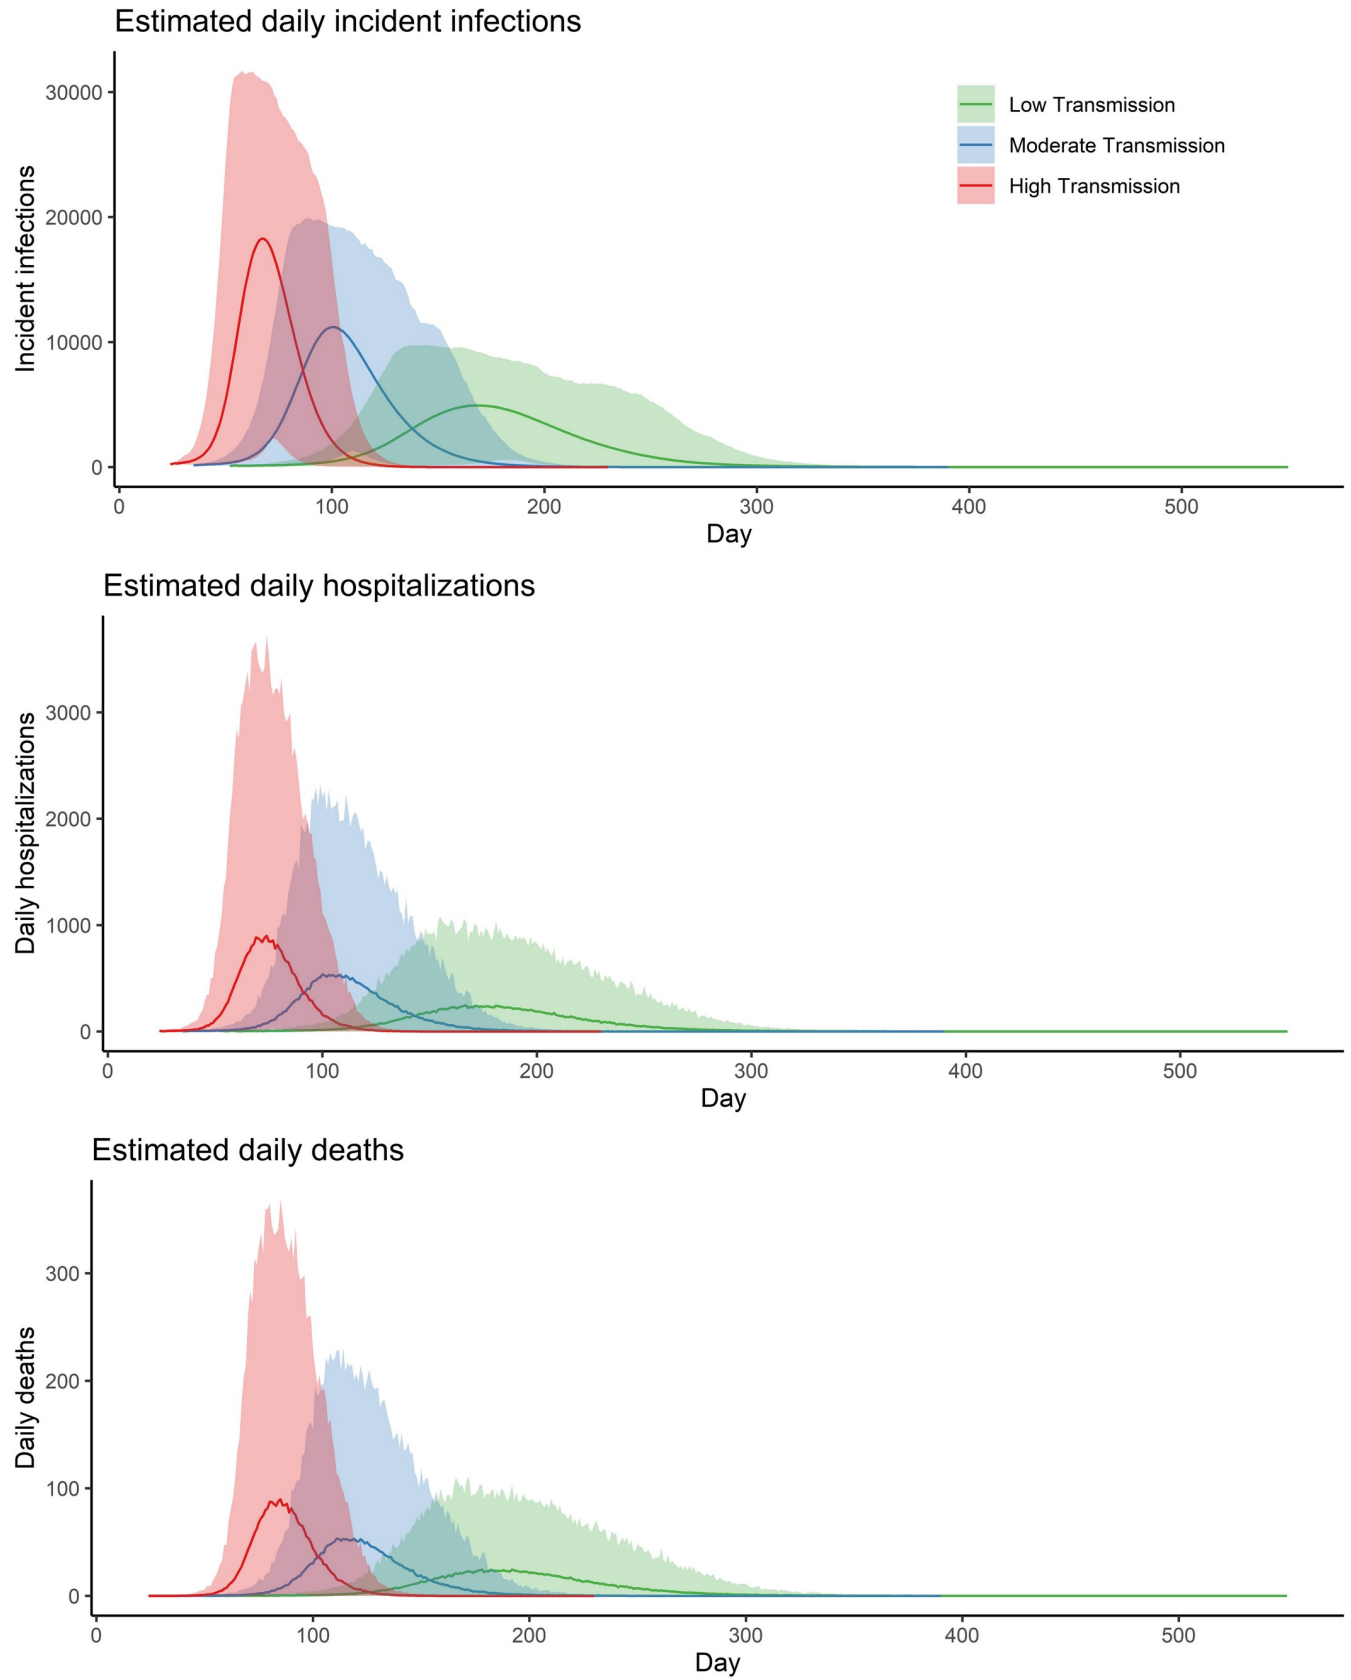 Estimated daily incident infections
30000
20000
10000
0
Incident infections
Low Transmission
Moderate Transmission
High Transmission
0 100 200 300 400 500
Day
Estimated daily hospitalizations
3000
2000
1000
0
Daily hospitalizations
0 100 200 300 400 500
Day
Estimated daily deaths
300
200
100
0
Daily deaths
0 100 200 300 400 500
Day